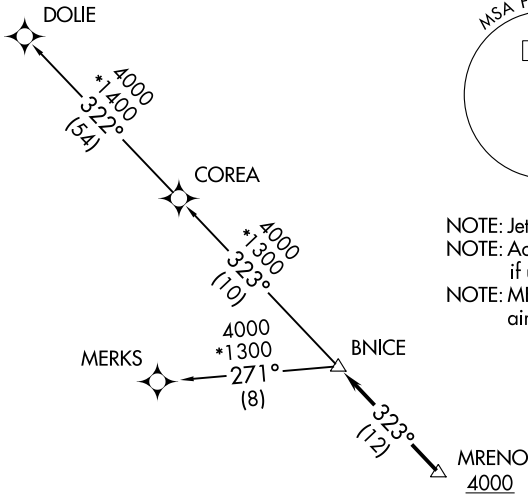 DOLIE
MSA
4000
*1400
322°
(54)
COREA
4000
*1300
323°
(10)
NOTE: Jet
NOTE: Ac
if
NOTE:
air
4000
*1300
271°
(8)
MERKS
BNICE
323°
(12)
MRENO
4000